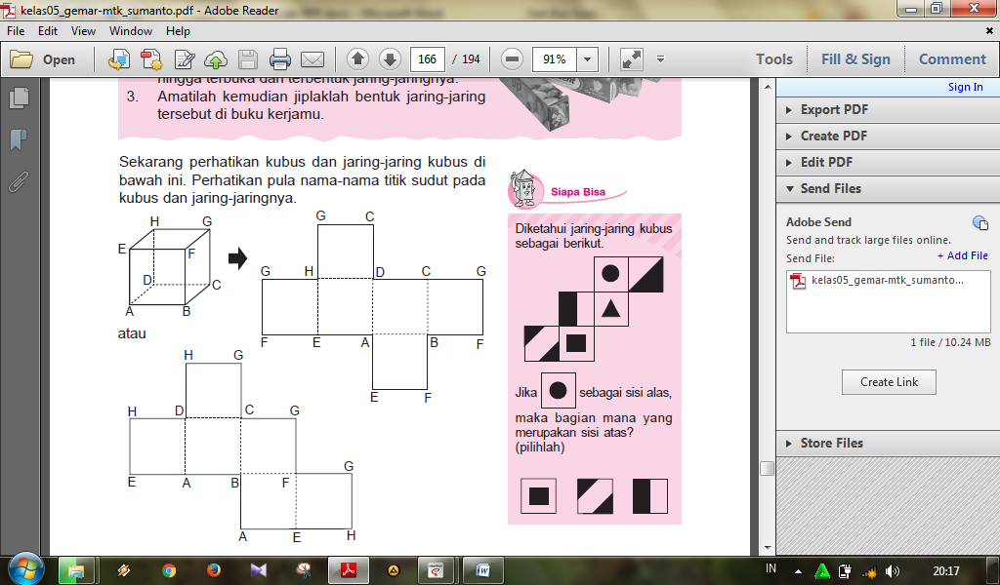 kelas05_gemar-mtk_sumanto.pdf - Adobe Reader
File Edit View Window Help
Open
166 / 194
91%
Tools
Fill & Sign
Comment
hingga terbuka dan terbentuk jaring-jaringnya.
3. Amatilah kemudian jiplaklah bentuk jaring-jaring
tersebut di buku kerjamu.
Sekarang perhatikan kubus dan jaring-jaring kubus di
bawah ini. Perhatikan pula nama-nama titik sudut pada
kubus dan jaring-jaringnya.
H G
E F
D C
A B
G C
G H D C G
F E A B F
E F
atau
H G
H D C G
E A B F G
A E H
Siapa Bisa
Diketahui jaring-jaring kubus
sebagai berikut.
Jika sebagai sisi alas,
maka bagian mana yang
merupakan sisi atas?
(pilihlah)
Sign In
Export PDF
Create PDF
Edit PDF
Send Files
Adobe Send
Send and track large files online.
Send File:
+ Add File
kelas05_gemar-mtk_sumanto...
1 file / 10.24 MB
Create Link
Store Files
IN
20:17